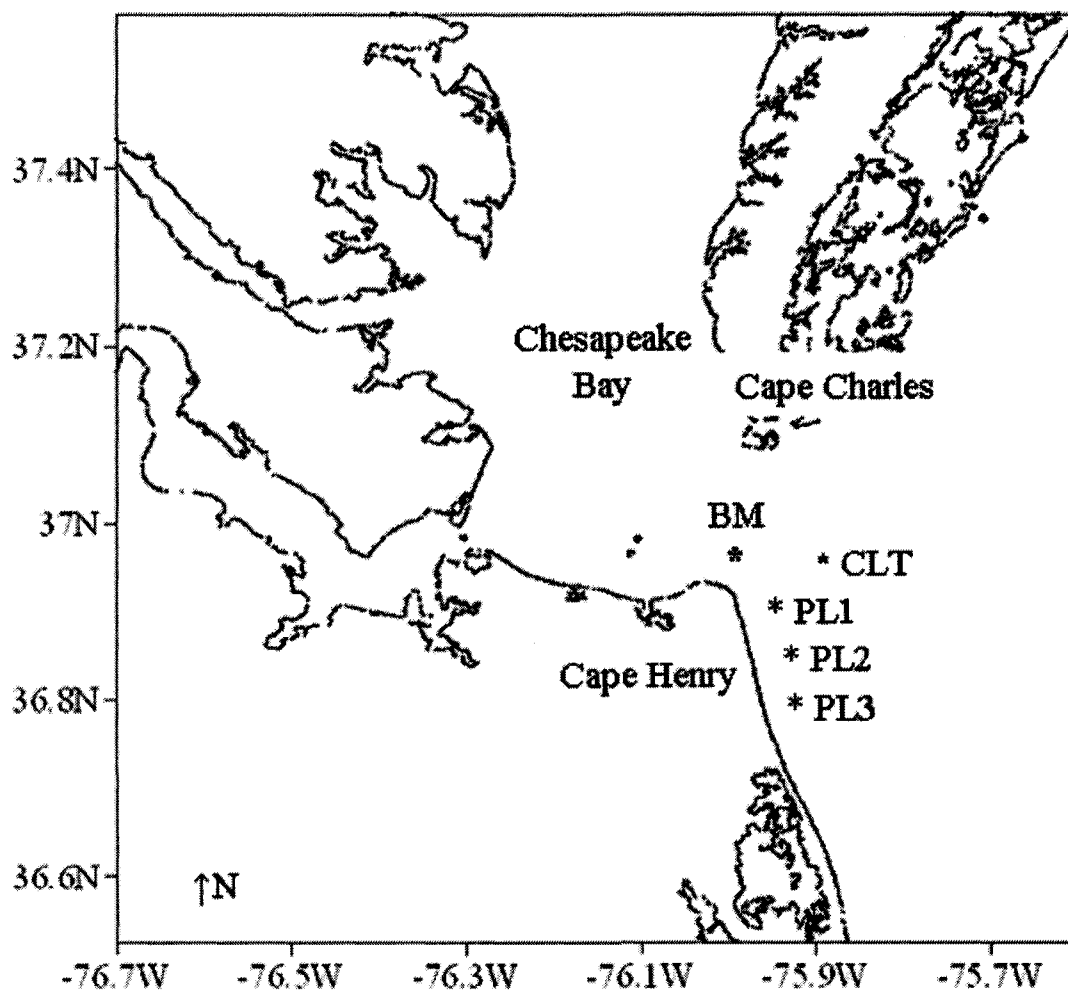 37.4N
37.2N
Chesapeake
Bay
Cape Charles
37N
BM
CLT
PL1
PL2
Cape Henry
36.8N
PL3
36.6N
↑N
-76.7W
-76.5W
-76.3W
-76.1W
-75.9W
-75.7W